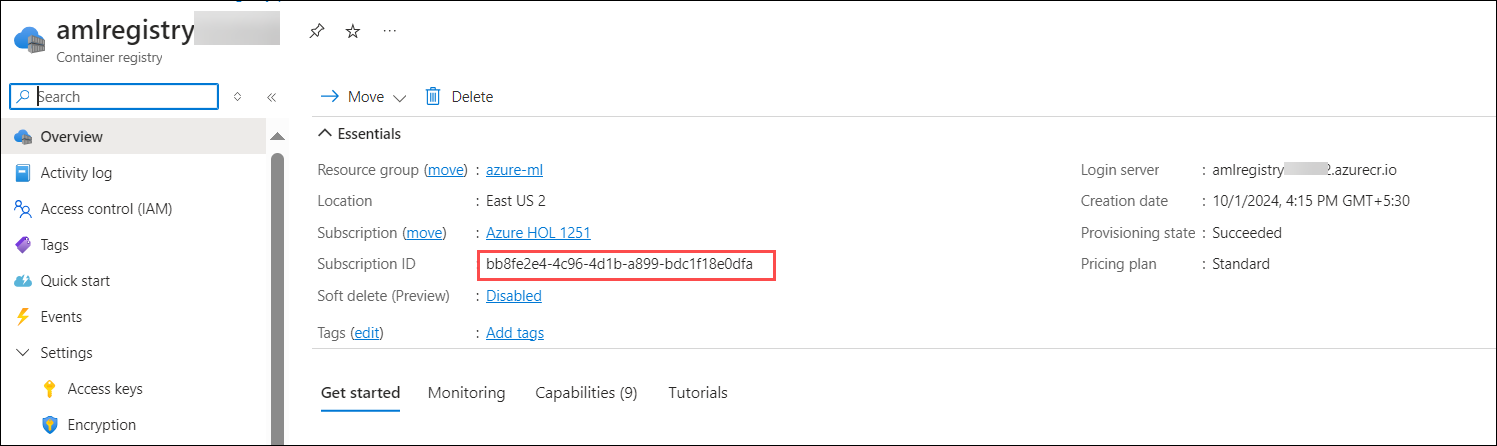 amlregistry
Container registry
Search
Move
Delete
Overview
Essentials
Activity log
Resource group (move) : azure-ml
Login server : amlregistry 2.azurecr.io
Access control (IAM)
Location : East US 2
Creation date : 10/1/2024, 4:15 PM GMT+5:30
Tags
Subscription (move) : Azure HOL 1251
Provisioning state : Succeeded
Subscription ID : bb8fe2e4-4c96-4d1b-a899-bdc1f18e0dfa
Pricing plan : Standard
Quick start
Soft delete (Preview) : Disabled
Events
Tags (edit) : Add tags
Settings
Access keys
Get started
Monitoring
Capabilities (9)
Tutorials
Encryption